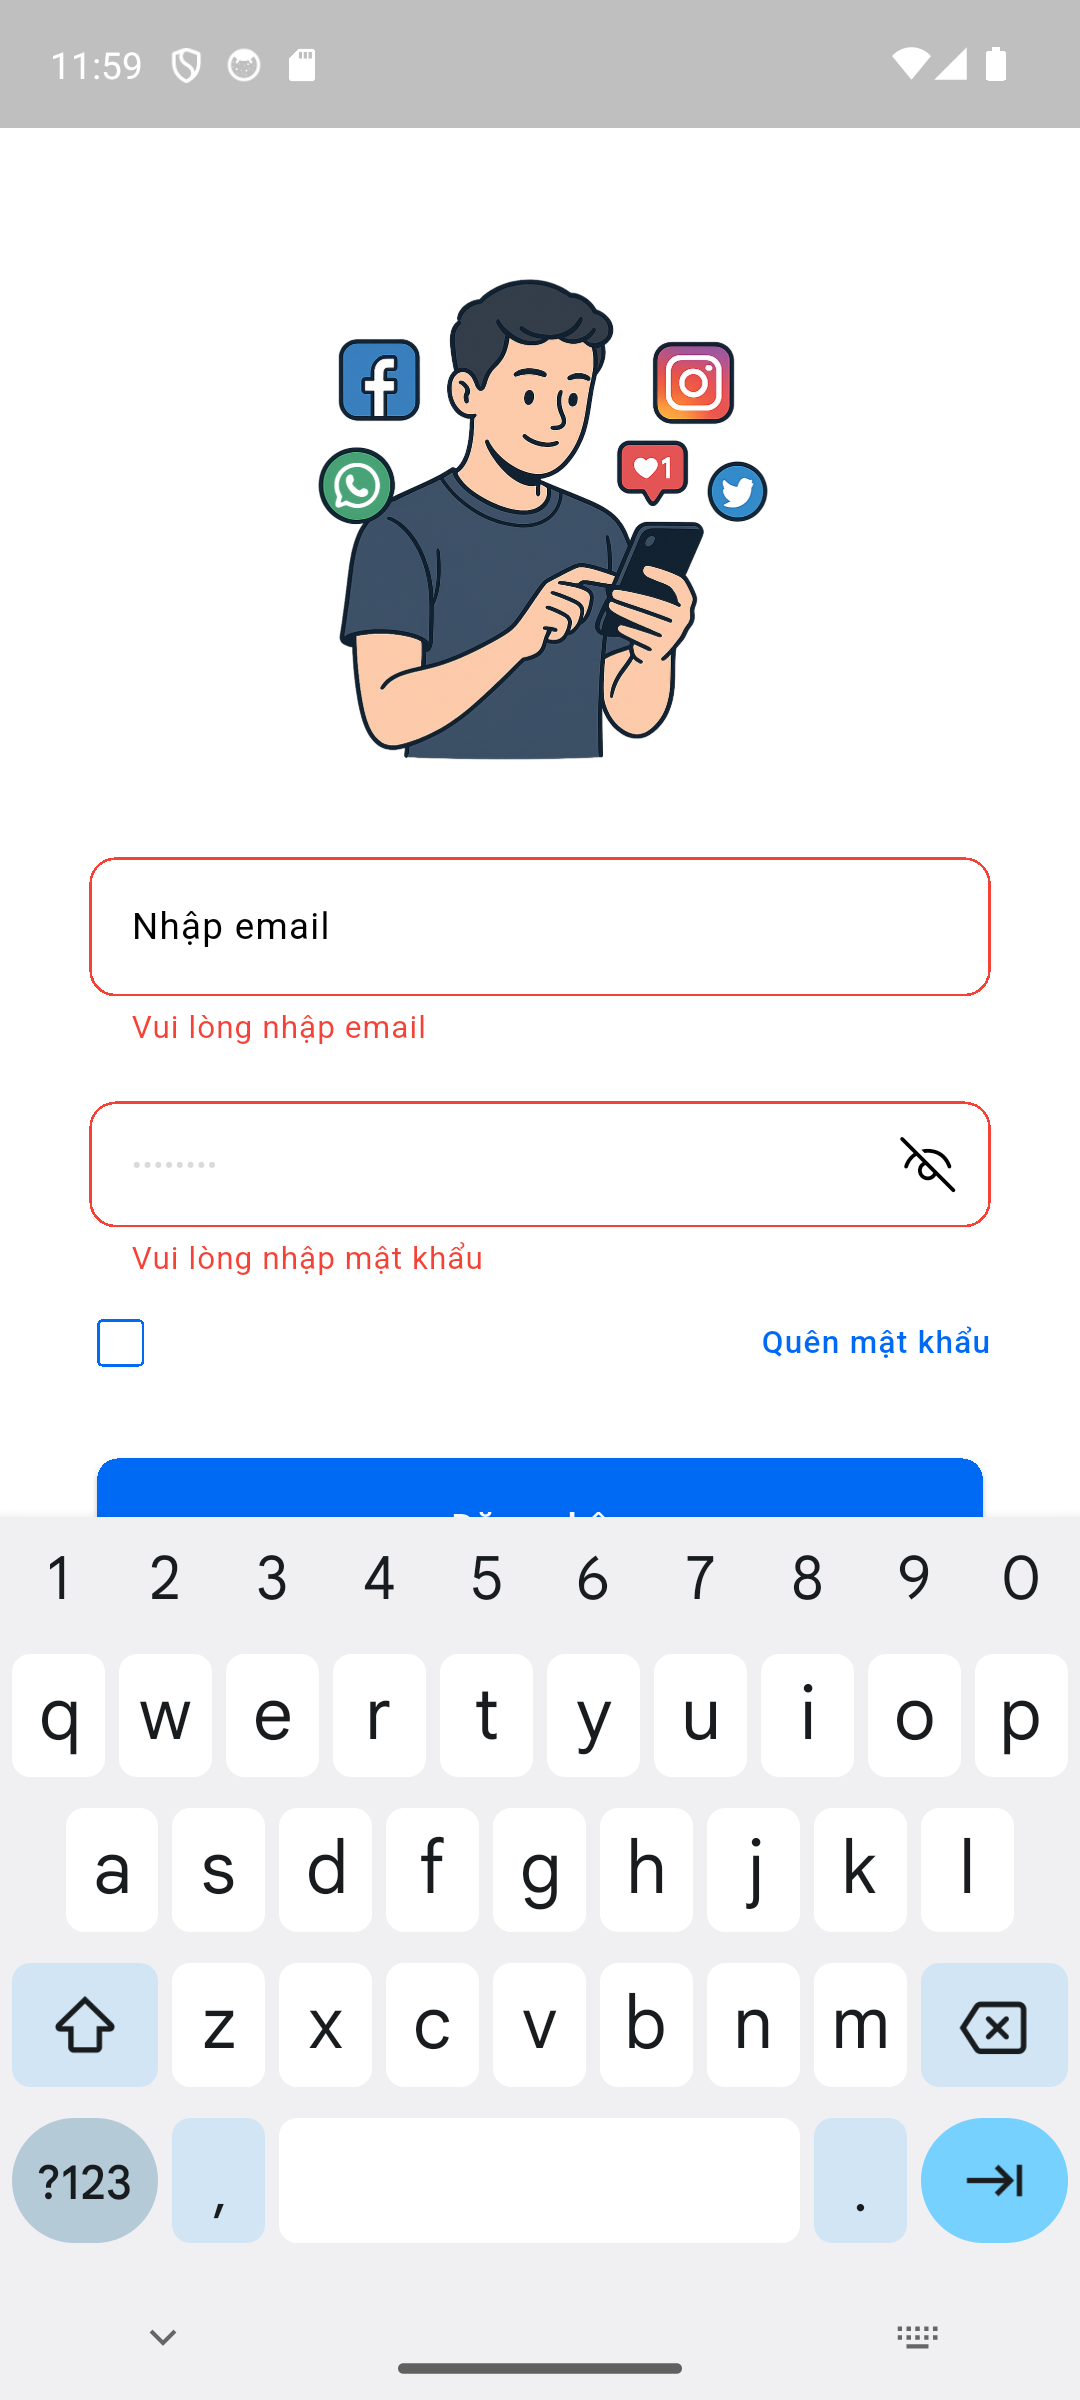 11:59
1
Nhập email
Vui lòng nhập email
Vui lòng nhập mật khẩu
Quên mật khẩu
1 2 3 4 5 6 7 8 9 0
q w e r t y u i o p
a s d f g h j k l
z x c v b n m
?123 , .